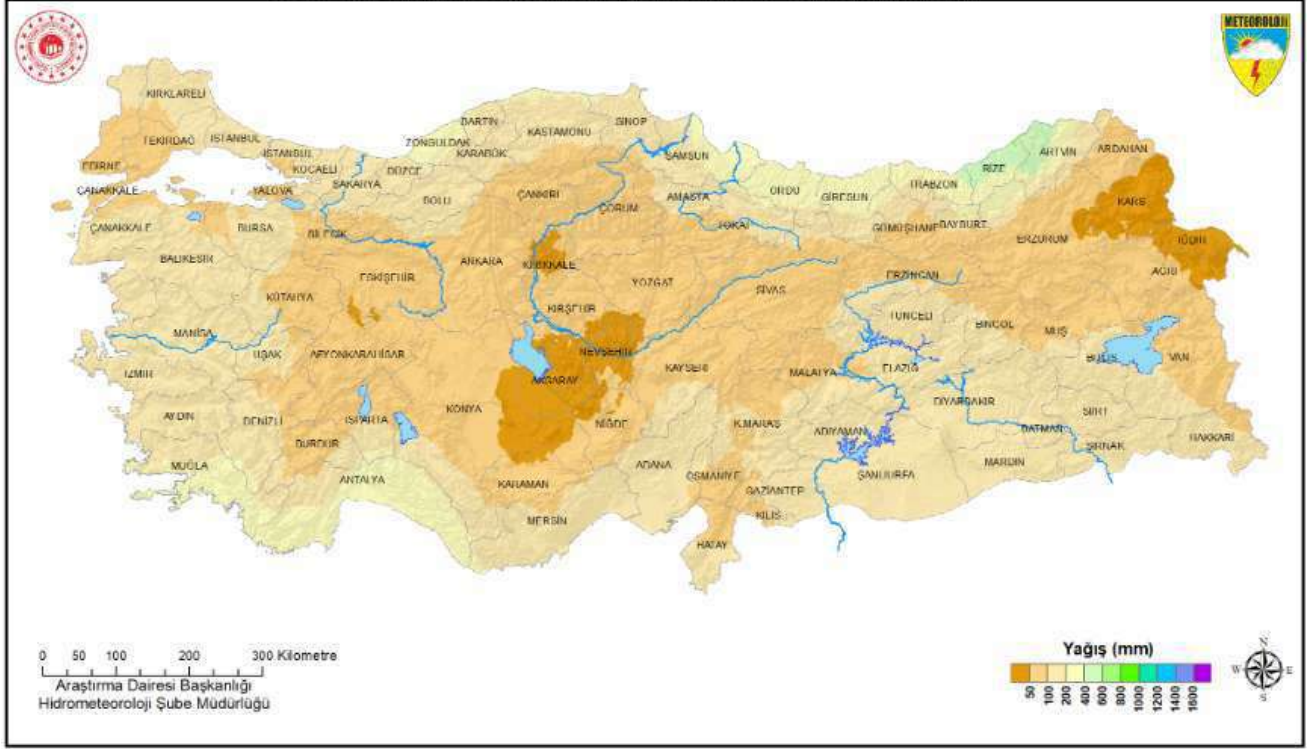 METEOROLOJİ
KIRKLARELİ
TEKİRDAĞ
İSTANBUL
EDİRNE
İSTANBUL
KOCAELİ
ÇANAKKALE
YALOVA
SAKARYA
DÜZCE
ZONGULDAK
BARTIN
KARABÜK
KASTAMONU
SİNOP
SAMSUN
BOLU
ÇANKIRI
ÇORUM
AMASYA
TOKAT
ORDU
GİRESUN
TRABZON
RİZE
ARTVİN
ARDAHAN
KARS
IĞDIR
AĞRI
GÜMÜŞHANE
BAYBURT
ERZURUM
ERZİNCAN
ÇANAKKALE
BALIKESİR
BURSA
BİLECİK
ESKİŞEHİR
ANKARA
KIRIKKALE
YOZGAT
SİVAS
KÜTAHYA
KIRŞEHİR
TUNCELİ
BİNGÖL
MUŞ
BİTLİS
VAN
MANİSA
UŞAK
AFYONKARAHİSAR
NEVŞEHİR
AKSARAY
KAYSERİ
MALATYA
ELAZIĞ
DİYARBAKIR
İZMİR
AYDIN
DENİZLİ
ISPARTA
KONYA
NİĞDE
K.MARAŞ
ADIYAMAN
BATMAN
SİİRT
ŞIRNAK
HAKKARİ
MUĞLA
BURDUR
ANTALYA
KARAMAN
ADANA
OSMANİYE
GAZİANTEP
ŞANLIURFA
MARDİN
MERSİN
KİLİS
HATAY
0 50 100 200 300 Kilometre
Araştırma Dairesi Başkanlığı
Hidrometeoroloji Şube Müdürlüğü
Yağış (mm)
50 100 200 400 600 800 1000 1200 1400 1600
N
W E
S